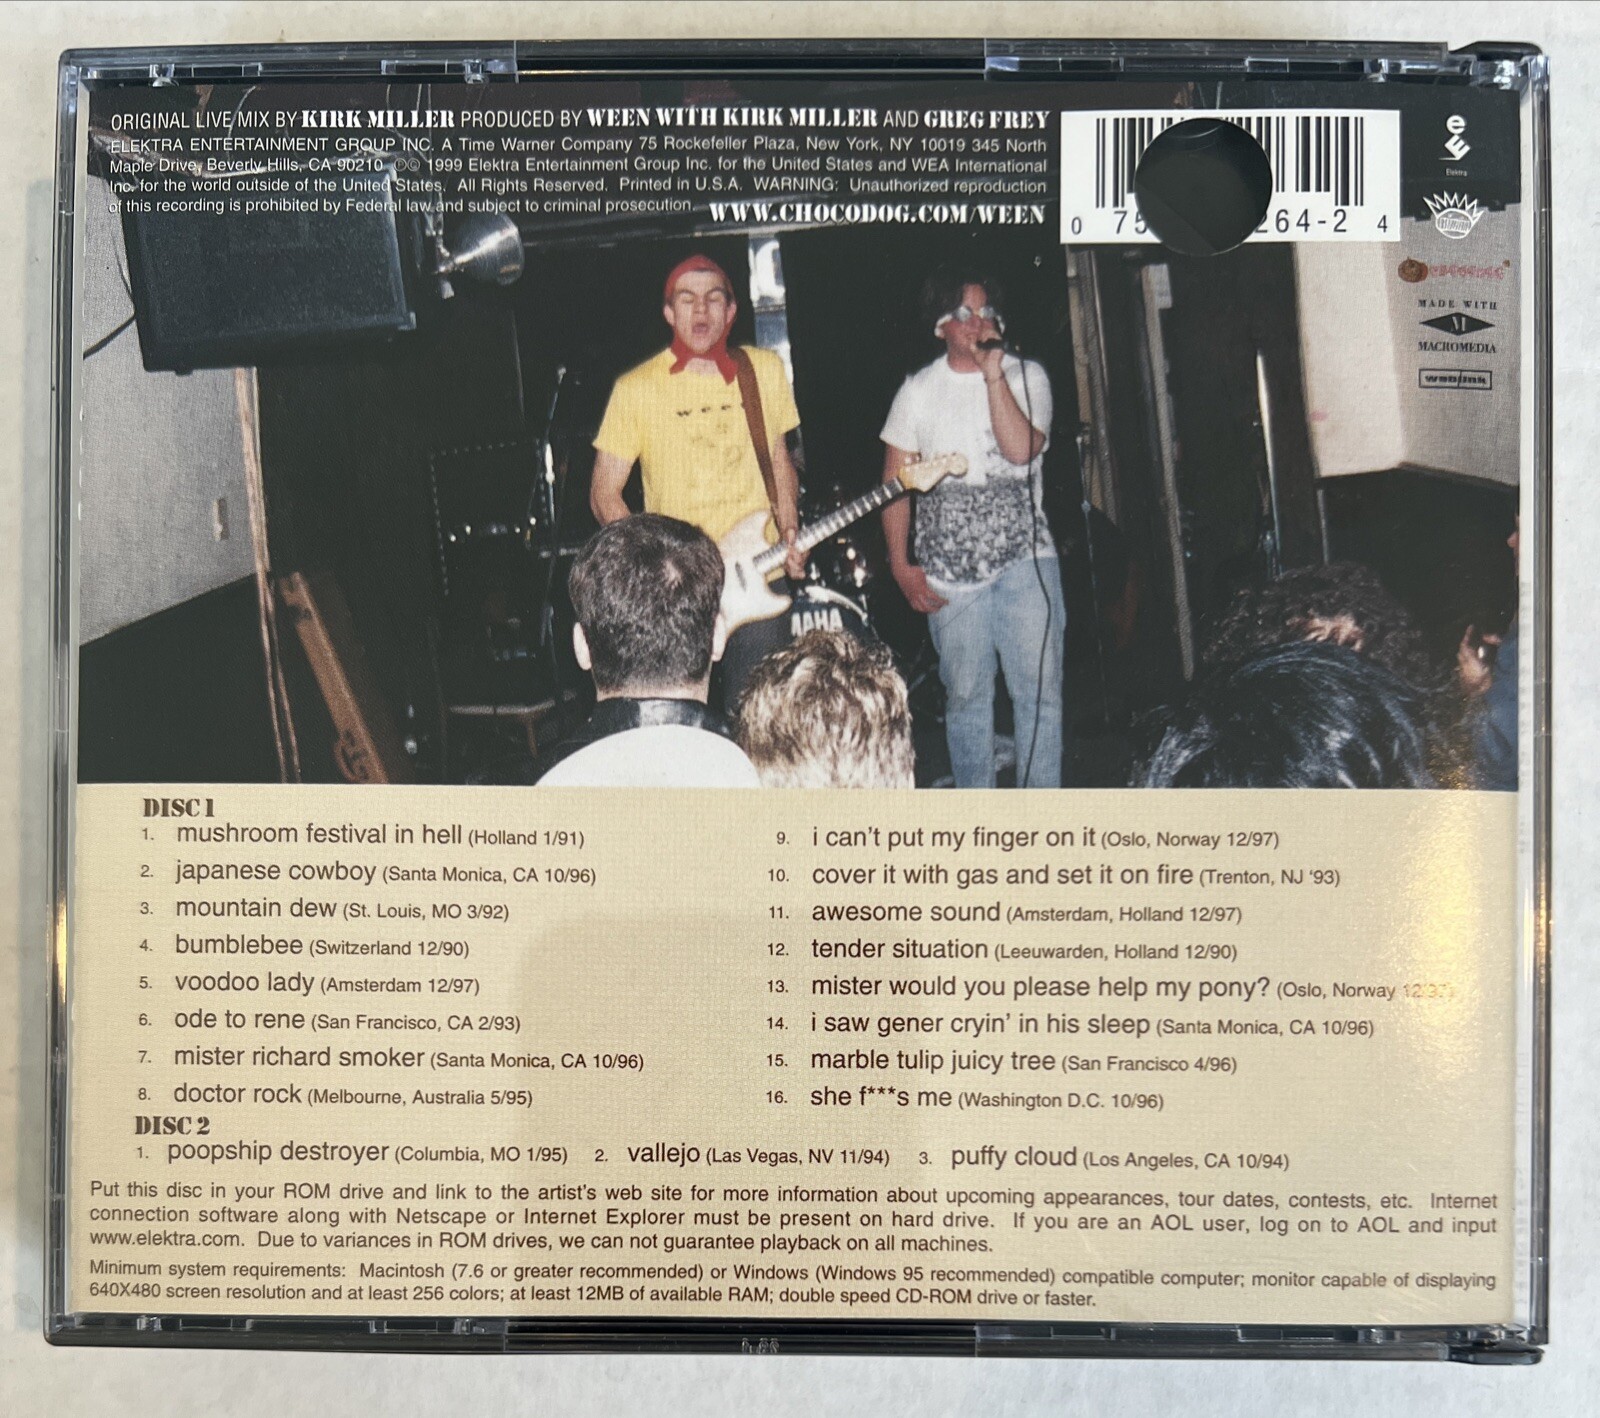 ORIGINAL LIVE MIX BY KIRK MILLER PRODUCED BY WEEN WITH KIRK MILLER AND GREG FREY
ELEKTRA ENTERTAINMENT GROUP INC. A Time Warner Company 75 Rockefeller Plaza, New York, NY 10019 345 North
Maple Drive, Beverly Hills, CA 90210 ℗© 1999 Elektra Entertainment Group Inc. for the United States and WEA International
Inc. for the world outside of the United States. All Rights Reserved. Printed in U.S.A. WARNING: Unauthorized reproduction
of this recording is prohibited by Federal law and subject to criminal prosecution.
WWW.CHOCODOG.COM/WEEN
0 75 264-2 4
e
Elektra
MADE WITH
M
MACROMEDIA
ween
AHA
DISC 1
1. mushroom festival in hell (Holland 1/91)
2. japanese cowboy (Santa Monica, CA 10/96)
3. mountain dew (St. Louis, MO 3/92)
4. bumblebee (Switzerland 12/90)
5. voodoo lady (Amsterdam 12/97)
6. ode to rene (San Francisco, CA 2/93)
7. mister richard smoker (Santa Monica, CA 10/96)
8. doctor rock (Melbourne, Australia 5/95)
9. i can't put my finger on it (Oslo, Norway 12/97)
10. cover it with gas and set it on fire (Trenton, NJ '93)
11. awesome sound (Amsterdam, Holland 12/97)
12. tender situation (Leeuwarden, Holland 12/90)
13. mister would you please help my pony? (Oslo, Norway 12/97)
14. i saw gener cryin' in his sleep (Santa Monica, CA 10/96)
15. marble tulip juicy tree (San Francisco 4/96)
16. she f***s me (Washington D.C. 10/96)
DISC 2
1. poopship destroyer (Columbia, MO 1/95) 2. vallejo (Las Vegas, NV 11/94) 3. puffy cloud (Los Angeles, CA 10/94)
Put this disc in your ROM drive and link to the artist's web site for more information about upcoming appearances, tour dates, contests, etc. Internet
connection software along with Netscape or Internet Explorer must be present on hard drive. If you are an AOL user, log on to AOL and input
www.elektra.com. Due to variances in ROM drives, we can not guarantee playback on all machines.
Minimum system requirements: Macintosh (7.6 or greater recommended) or Windows (Windows 95 recommended) compatible computer; monitor capable of displaying
640X480 screen resolution and at least 256 colors; at least 12MB of available RAM; double speed CD-ROM drive or faster.